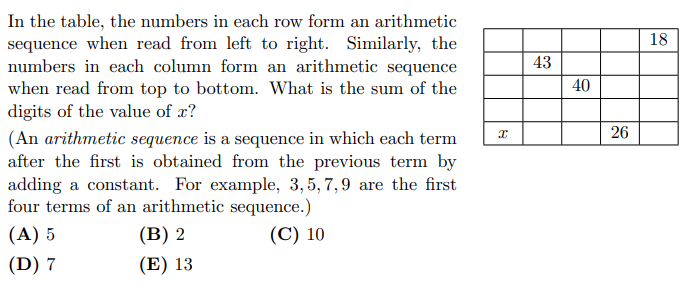 In the table, the numbers in each row form an arithmetic
sequence when read from left to right. Similarly, the
numbers in each column form an arithmetic sequence
when read from top to bottom. What is the sum of the
digits of the value of x?
(An arithmetic sequence is a sequence in which each term
after the first is obtained from the previous term by
adding a constant. For example, 3, 5, 7, 9 are the first
four terms of an arithmetic sequence.)
(A) 5 (B) 2 (C) 10
(D) 7 (E) 13
18
43
40
x 26